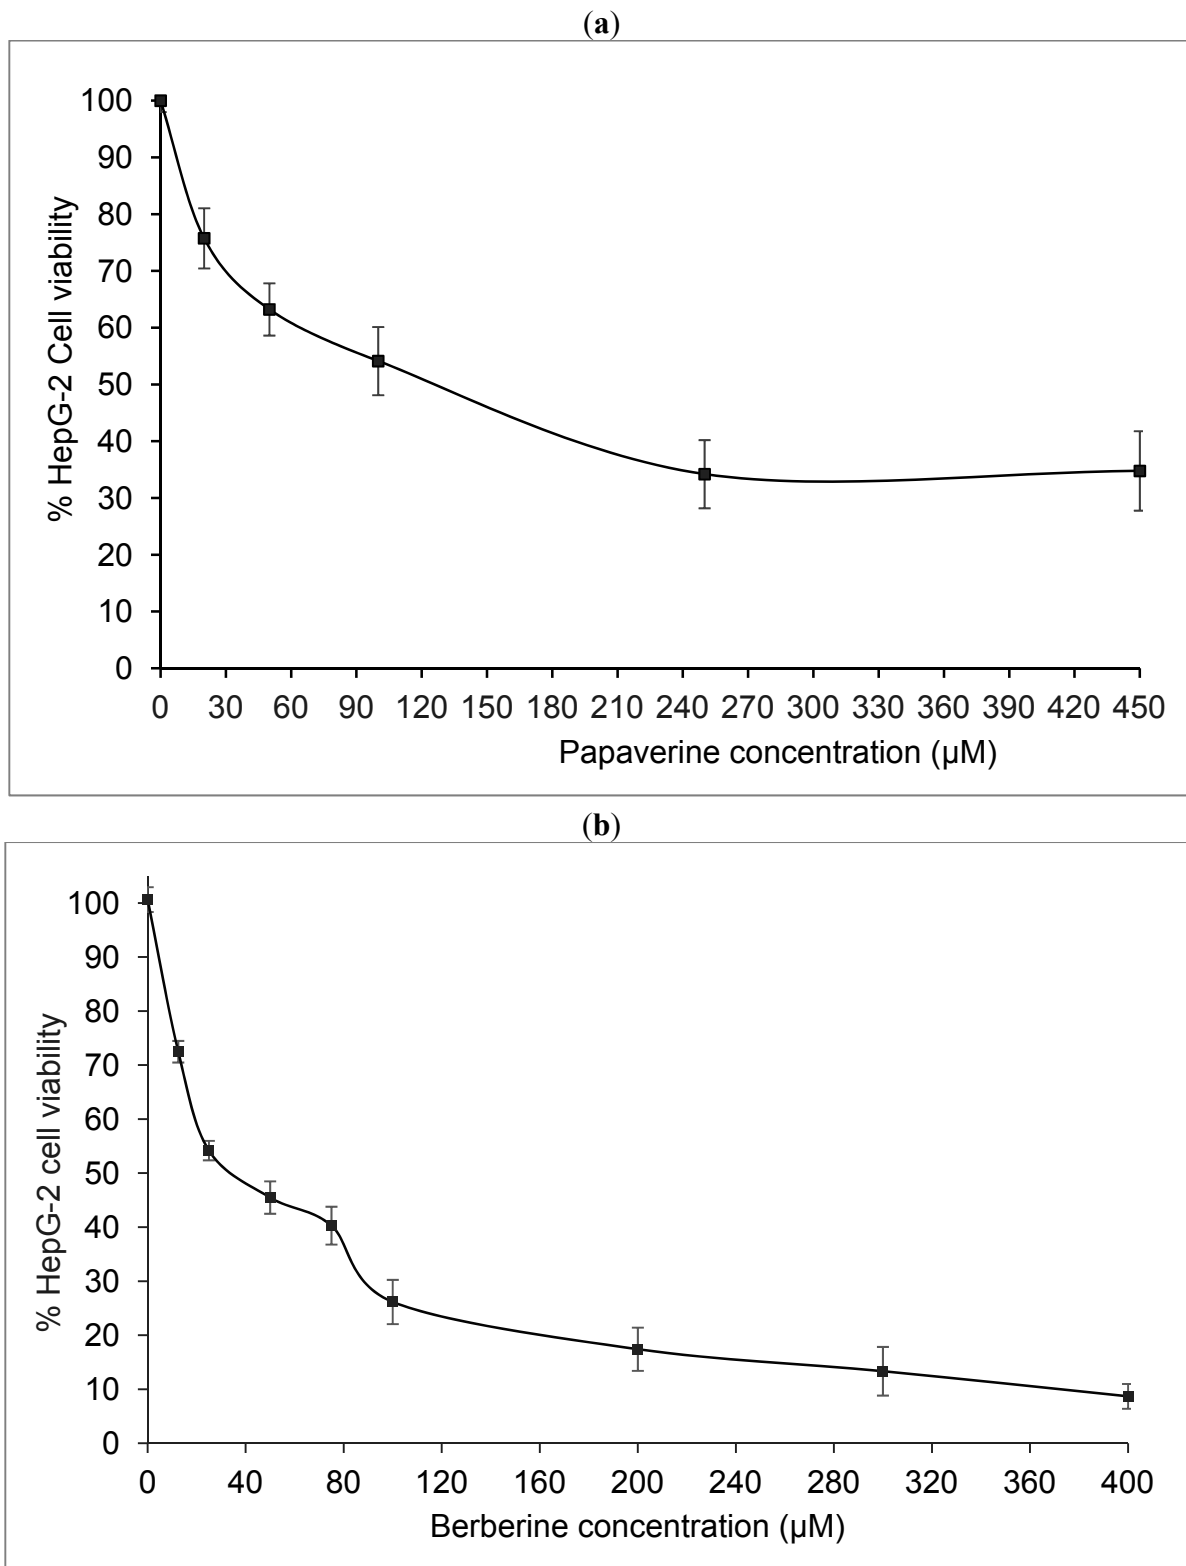 (a)
100
90
80
70
60
50
40
30
20
10
0
% HepG-2 Cell viability
0 30 60 90 120 150 180 210 240 270 300 330 360 390 420 450
Papaverine concentration (µM)
(b)
100
90
80
70
60
50
40
30
20
10
0
% HepG-2 cell viability
0 40 80 120 160 200 240 280 320 360 400
Berberine concentration (µM)